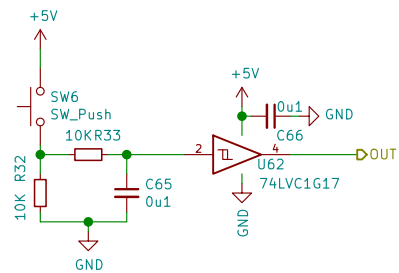 +5V
SW6
SW_Push
10KR33
10K R32
C65
0u1
GND
+5V
0u1
GND
C66
2
4
U62
74LVC1G17
GND
OUT